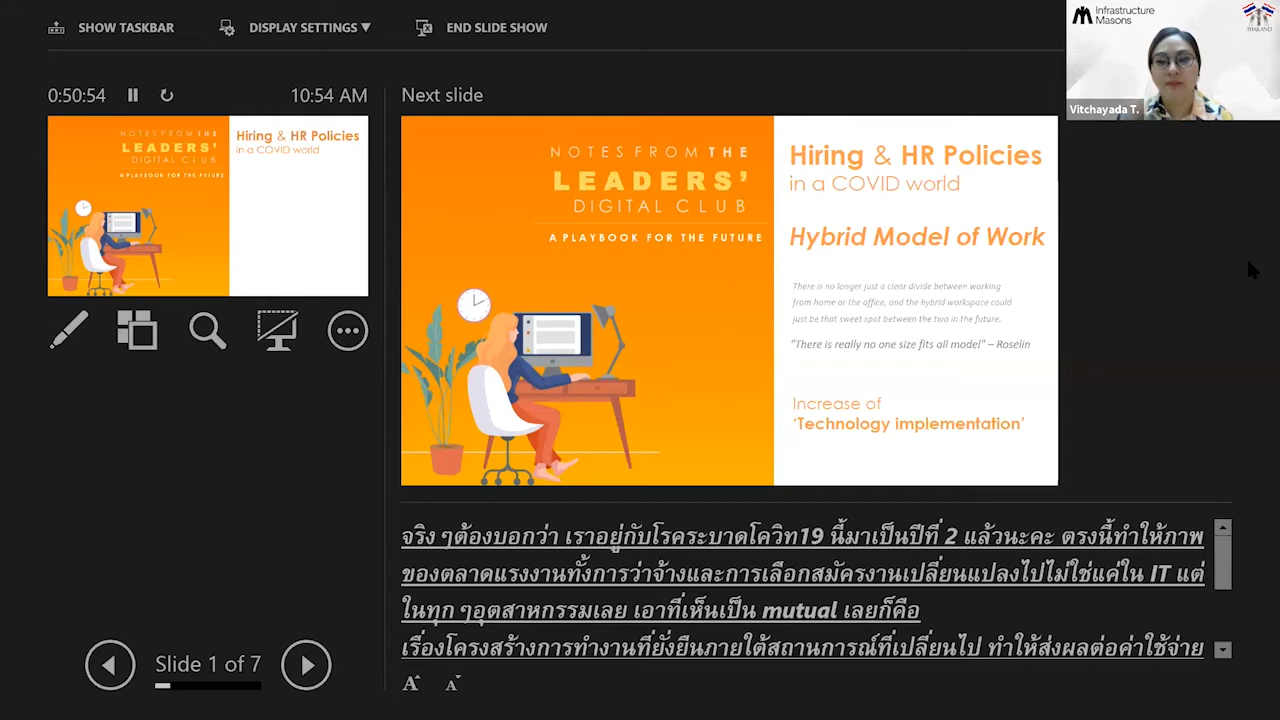 SHOW TASKBAR
DISPLAY SETTINGS
END SLIDE SHOW
Infrastructure
Masons
THAILAND
Vitchayada T.
0:50:54
10:54 AM
NOTES FROM THE
LEADERS'
DIGITAL CLUB
A PLAYBOOK FOR THE FUTURE
Hiring & HR Policies
in a COVID world
Next slide
NOTES FROM THE
LEADERS'
DIGITAL CLUB
A PLAYBOOK FOR THE FUTURE
Hiring & HR Policies
in a COVID world
Hybrid Model of Work
There is no longer just a clear divide between working
from home or the office, and the hybrid workspace could
just be that sweet spot between the two in the future.
"There is really no one size fits all model" – Roselin
Increase of
'Technology implementation'
จริง ๆต้องบอกว่า เราอยู่กับโรคระบาดโควิท19 นี้มาเป็นปีที่ 2 แล้วนะคะ ตรงนี้ทำให้ภาพ
ของตลาดแรงงานทั้งการว่าจ้างและการเลือกสมัครงานเปลี่ยนแปลงไปไม่ใช่แค่ใน IT แต่
ในทุก ๆอุตสาหกรรมเลย เอาที่เห็นเป็น mutual เลยก็คือ
เรื่องโครงสร้างการทำงานที่ยั่งยืนภายใต้สถานการณ์ที่เปลี่ยนไป ทำให้ส่งผลต่อค่าใช้จ่าย
Slide 1 of 7
A A